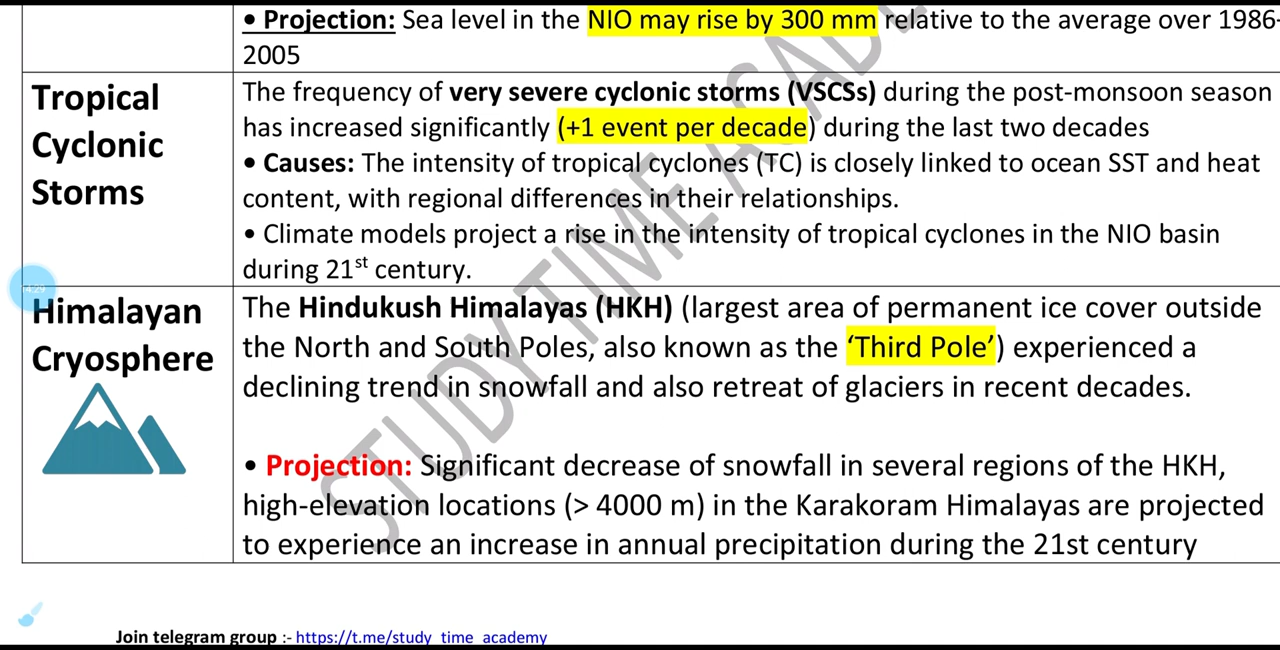 • Projection: Sea level in the NIO may rise by 300 mm relative to the average over 1986-
2005
Tropical
Cyclonic
Storms
The frequency of very severe cyclonic storms (VSCSs) during the post-monsoon season
has increased significantly (+1 event per decade) during the last two decades
• Causes: The intensity of tropical cyclones (TC) is closely linked to ocean SST and heat
content, with regional differences in their relationships.
• Climate models project a rise in the intensity of tropical cyclones in the NIO basin
during 21st century.
14:29
Himalayan
Cryosphere
The Hindukush Himalayas (HKH) (largest area of permanent ice cover outside
the North and South Poles, also known as the ‘Third Pole’) experienced a
declining trend in snowfall and also retreat of glaciers in recent decades.
• Projection: Significant decrease of snowfall in several regions of the HKH,
high-elevation locations (> 4000 m) in the Karakoram Himalayas are projected
to experience an increase in annual precipitation during the 21st century
STUDY TIME ACADE
Join telegram group :- https://t.me/study_time_academy